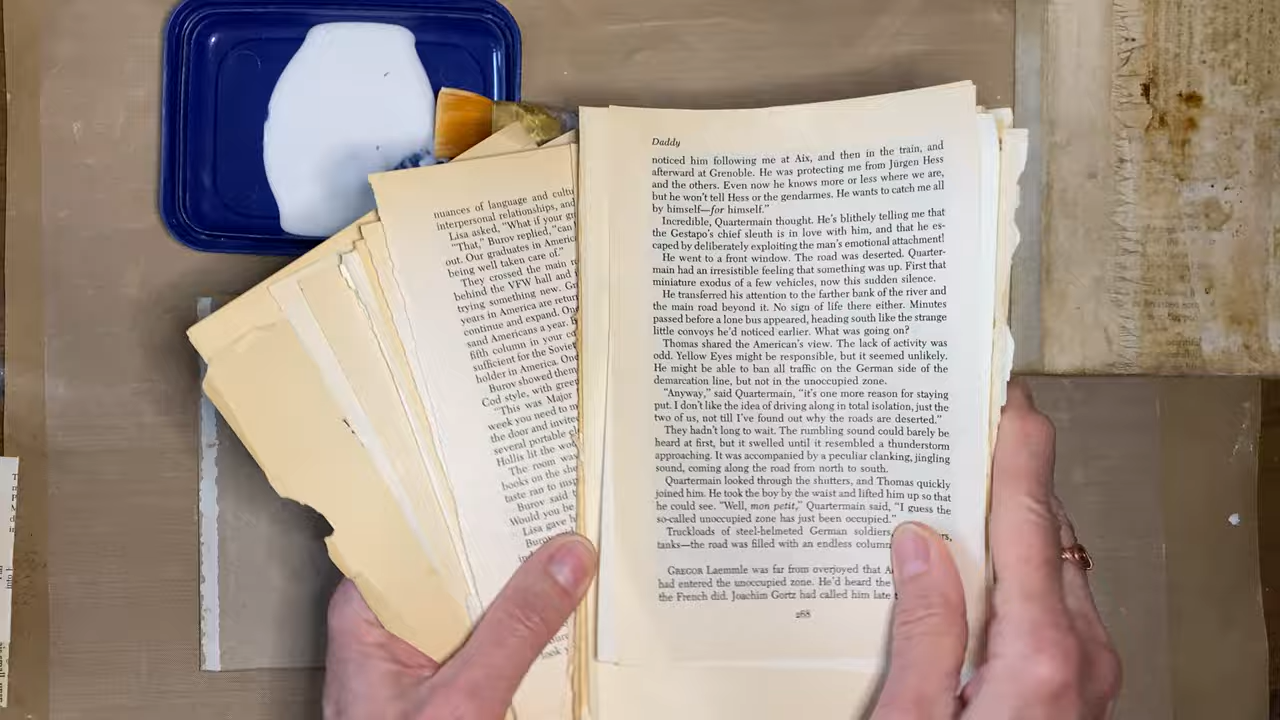 nuances of language and cultu
interpersonal relationships, and
Lisa asked, "What if your gr
"That," Burov replied, "can
out. Our graduates in Americ
being well taken care of."
They crossed the main r
behind the VFW hall and
trying something new. Gr
years in America are return
continue and expand. One
sand Americans a year. fr
fifth column in your co
sufficient for the Soviet
holder in America. One
Burov showed them
Cod style, with green
"This was Major
week you need to m
the door and invited
several portable
Hollis lit the wo
The room was
books on the she
taste ran to insp
Burov said t
Would you be
Lisa gave h
Burov
Daddy
noticed him following me at Aix, and then in the train, and
afterward at Grenoble. He was protecting me from Jürgen Hess
and the others. Even now he knows more or less where we are,
but he won't tell Hess or the gendarmes. He wants to catch me all
by himself—for himself."
Incredible, Quartermain thought. He's blithely telling me that
the Gestapo's chief sleuth is in love with him, and that he es-
caped by deliberately exploiting the man's emotional attachment!
He went to a front window. The road was deserted. Quarter-
main had an irresistible feeling that something was up. First that
miniature exodus of a few vehicles, now this sudden silence.
He transferred his attention to the farther bank of the river and
the main road beyond it. No sign of life there either. Minutes
passed before a lone bus appeared, heading south like the strange
little convoys he'd noticed earlier. What was going on?
Thomas shared the American's view. The lack of activity was
odd. Yellow Eyes might be responsible, but it seemed unlikely.
He might be able to ban all traffic on the German side of the
demarcation line, but not in the unoccupied zone.
"Anyway," said Quartermain, "it's one more reason for staying
put. I don't like the idea of driving along in total isolation, just the
two of us, not till I've found out why the roads are deserted."
They hadn't long to wait. The rumbling sound could barely be
heard at first, but it swelled until it resembled a thunderstorm
approaching. It was accompanied by a peculiar clanking, jingling
sound, coming along the road from north to south.
Quartermain looked through the shutters, and Thomas quickly
joined him. He took the boy by the waist and lifted him up so that
he could see. "Well, mon petit," Quartermain said, "I guess the
so-called unoccupied zone has just been occupied."
Truckloads of steel-helmeted German soldiers, rs,
tanks—the road was filled with an endless column
GREGOR Laemmle was far from overjoyed that A
had entered the unoccupied zone. He'd heard the
the French did. Joachim Gortz had called him late
268